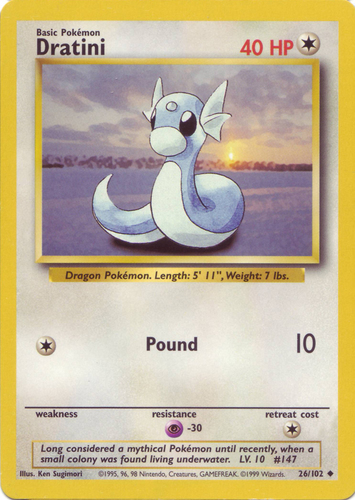 Basic Pokémon
Dratini
40 HP
Dragon Pokémon. Length: 5' 11", Weight: 7 lbs.
Pound 10
weakness resistance retreat cost
-30
Long considered a mythical Pokémon until recently, when a
small colony was found living underwater. LV. 10 #147
Illus. Ken Sugimori ©1995, 96, 98 Nintendo, Creatures, GAMEFREAK. ©1999 Wizards. 26/102